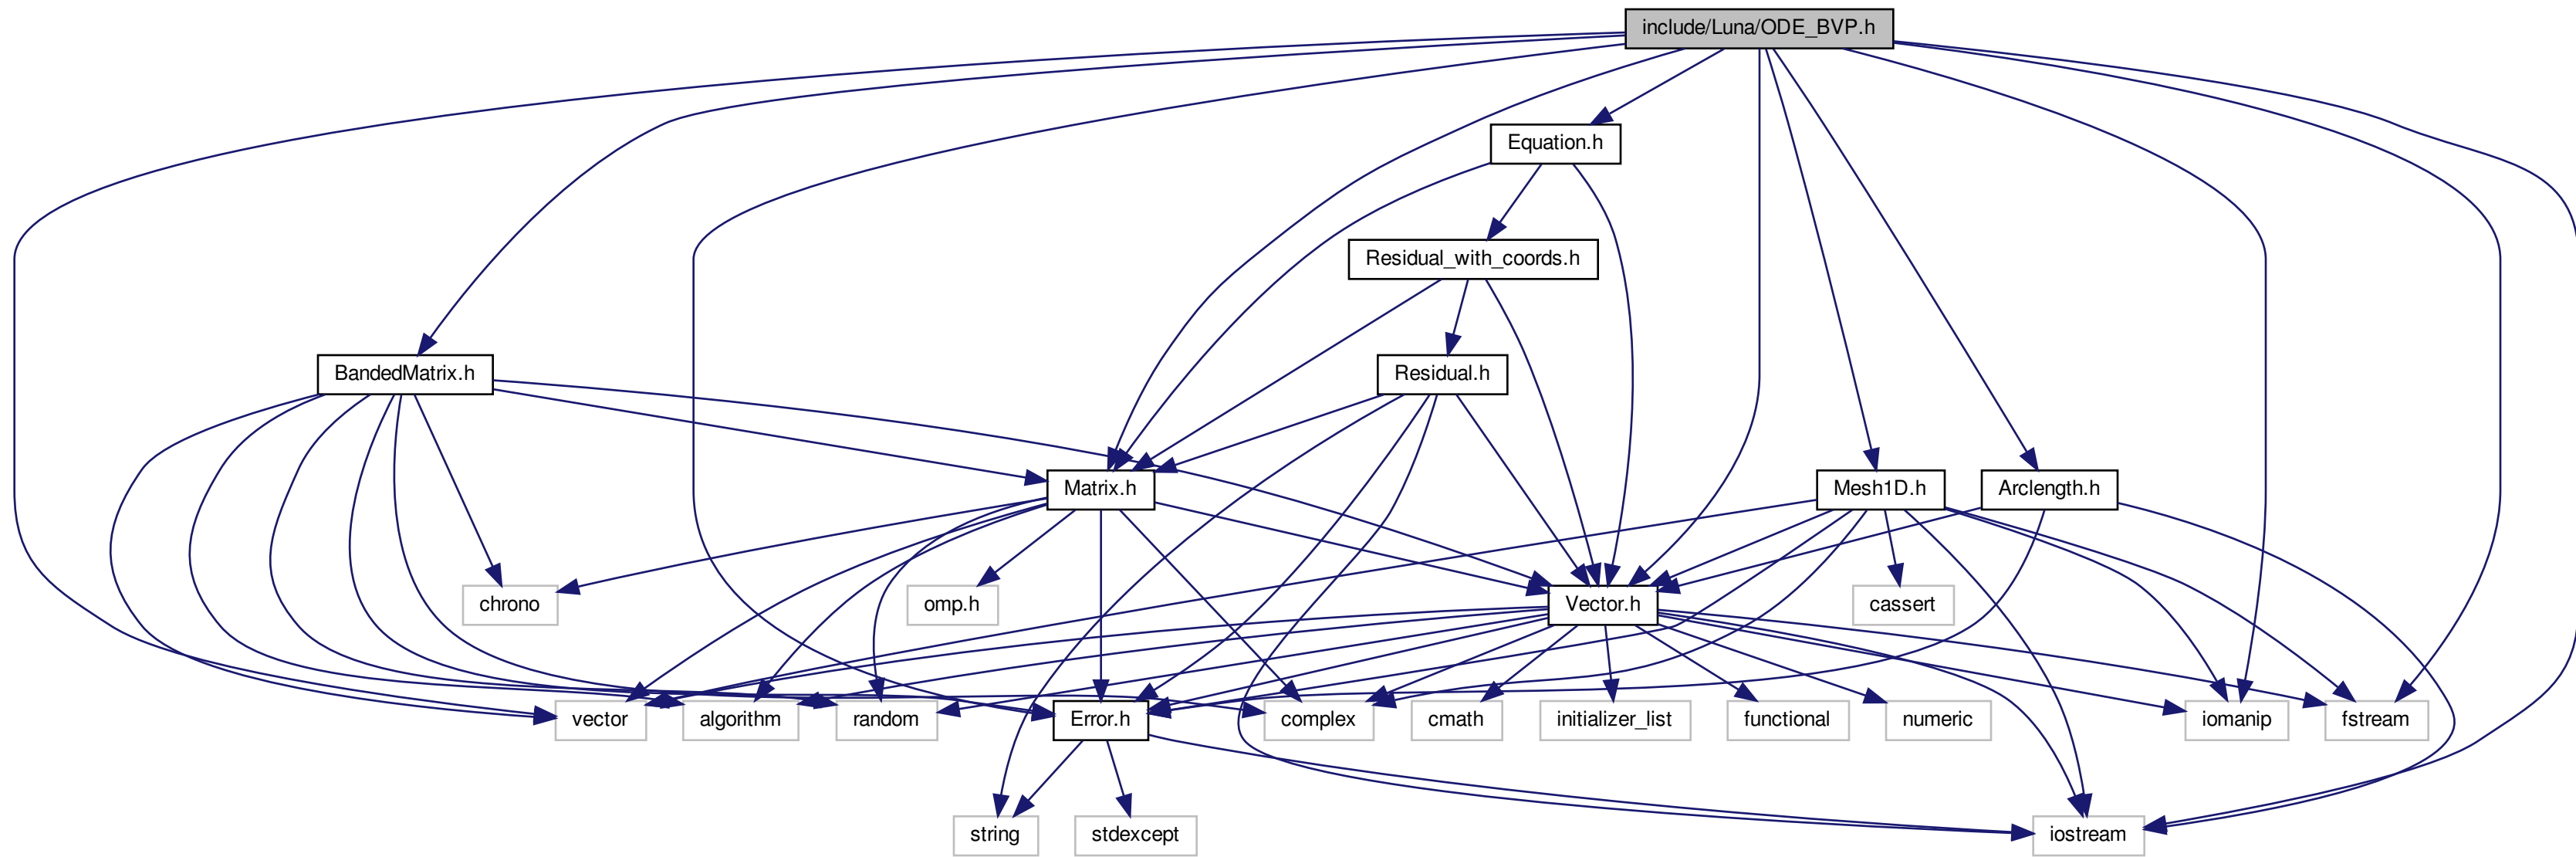 include/Luna/ODE_BVP.h
Equation.h
Residual_with_coords.h
BandedMatrix.h
Residual.h
Matrix.h
Mesh1D.h
Arclength.h
chrono
omp.h
Vector.h
cassert
vector
algorithm
random
Error.h
complex
cmath
initializer_list
functional
numeric
iomanip
fstream
string
stdexcept
iostream